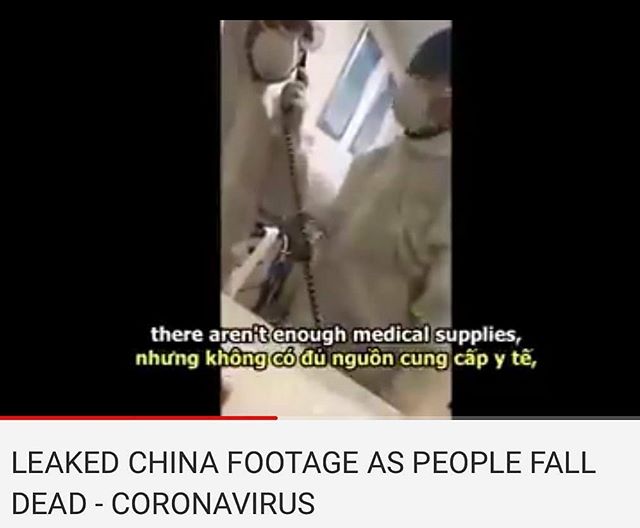 there aren't enough medical supplies,
nhưng không có đủ nguồn cung cấp y tế,
LEAKED CHINA FOOTAGE AS PEOPLE FALL
DEAD - CORONAVIRUS